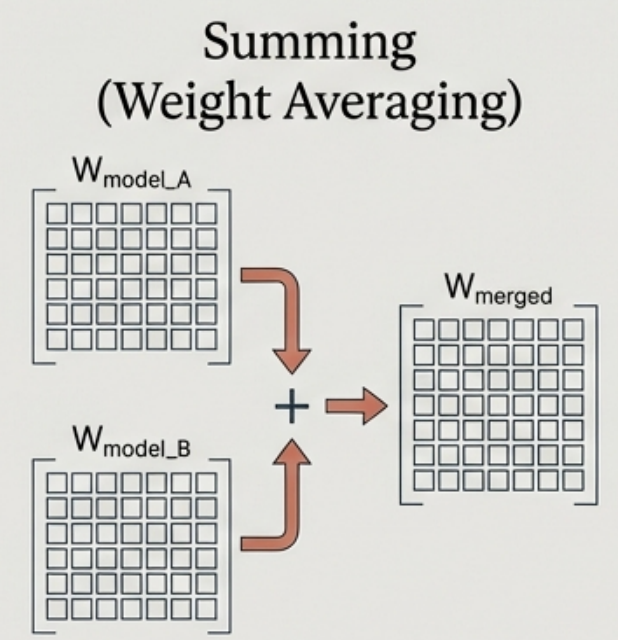 Summing
(Weight Averaging)
W_model_A
W_merged
+
W_model_B